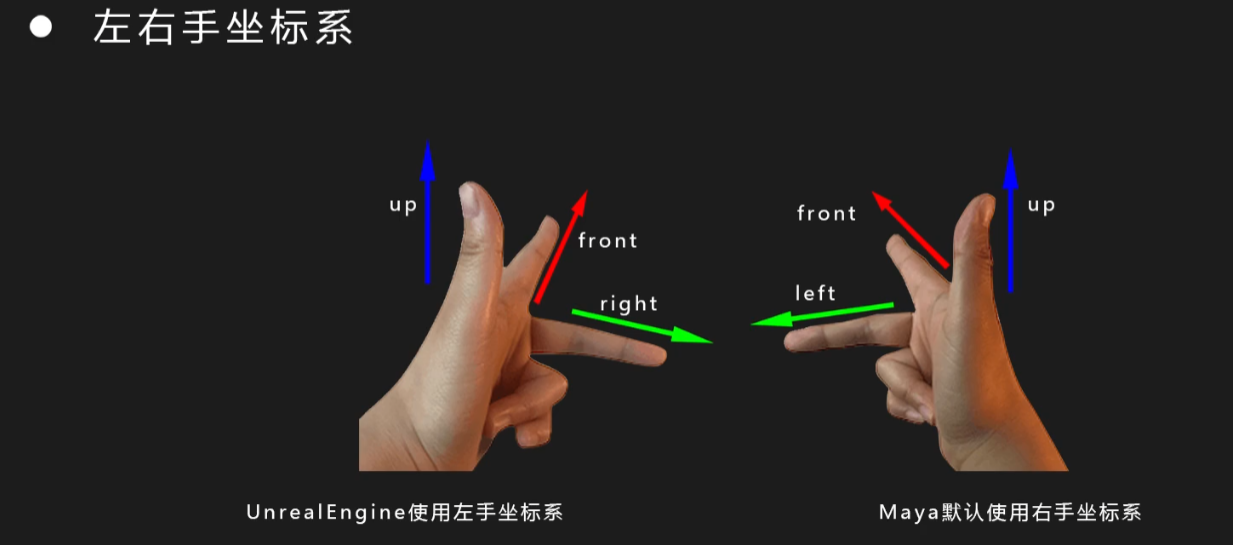 ● 左右手坐标系
up
front
right
front
up
left
UnrealEngine使用左手坐标系
Maya默认使用右手坐标系